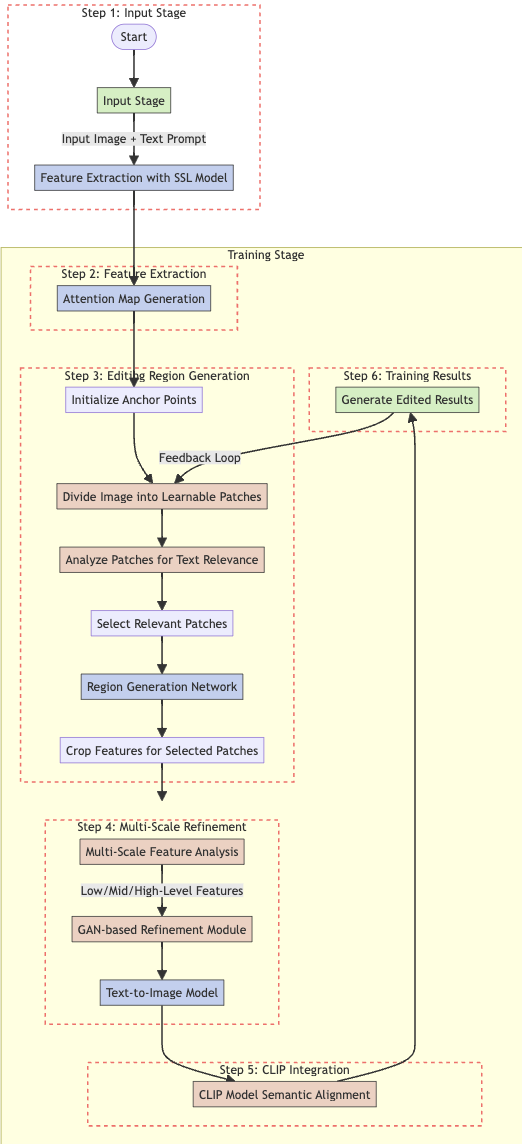 Step 1: Input Stage
Start
Input Stage
Input Image + Text Prompt
Feature Extraction with SSL Model
Training Stage
Step 2: Feature Extraction
Attention Map Generation
Step 3: Editing Region Generation
Initialize Anchor Points
Step 6: Training Results
Generate Edited Results
Feedback Loop
Divide Image into Learnable Patches
Analyze Patches for Text Relevance
Select Relevant Patches
Region Generation Network
Crop Features for Selected Patches
Step 4: Multi-Scale Refinement
Multi-Scale Feature Analysis
Low/Mid/High-Level Features
GAN-based Refinement Module
Text-to-Image Model
Step 5: CLIP Integration
CLIP Model Semantic Alignment